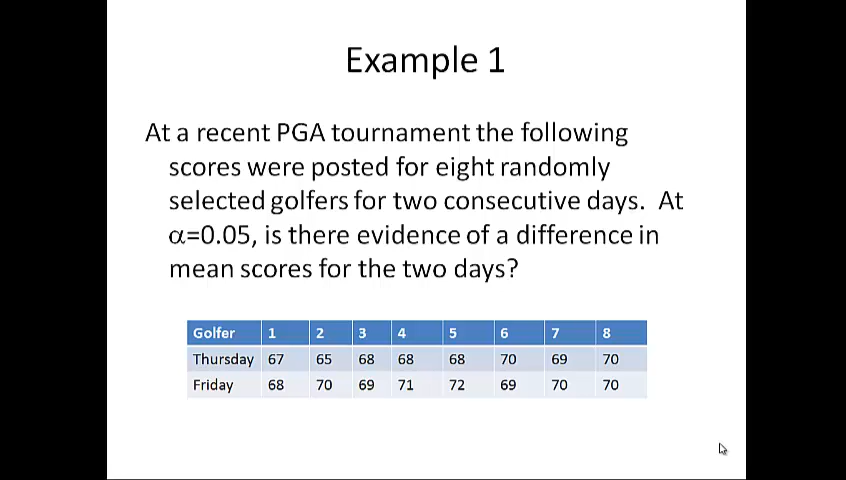 Example 1
At a recent PGA tournament the following
scores were posted for eight randomly
selected golfers for two consecutive days.  At
α=0.05, is there evidence of a difference in
mean scores for the two days?
Golfer 1 2 3 4 5 6 7 8
Thursday 67 65 68 68 68 70 69 70
Friday 68 70 69 71 72 69 70 70